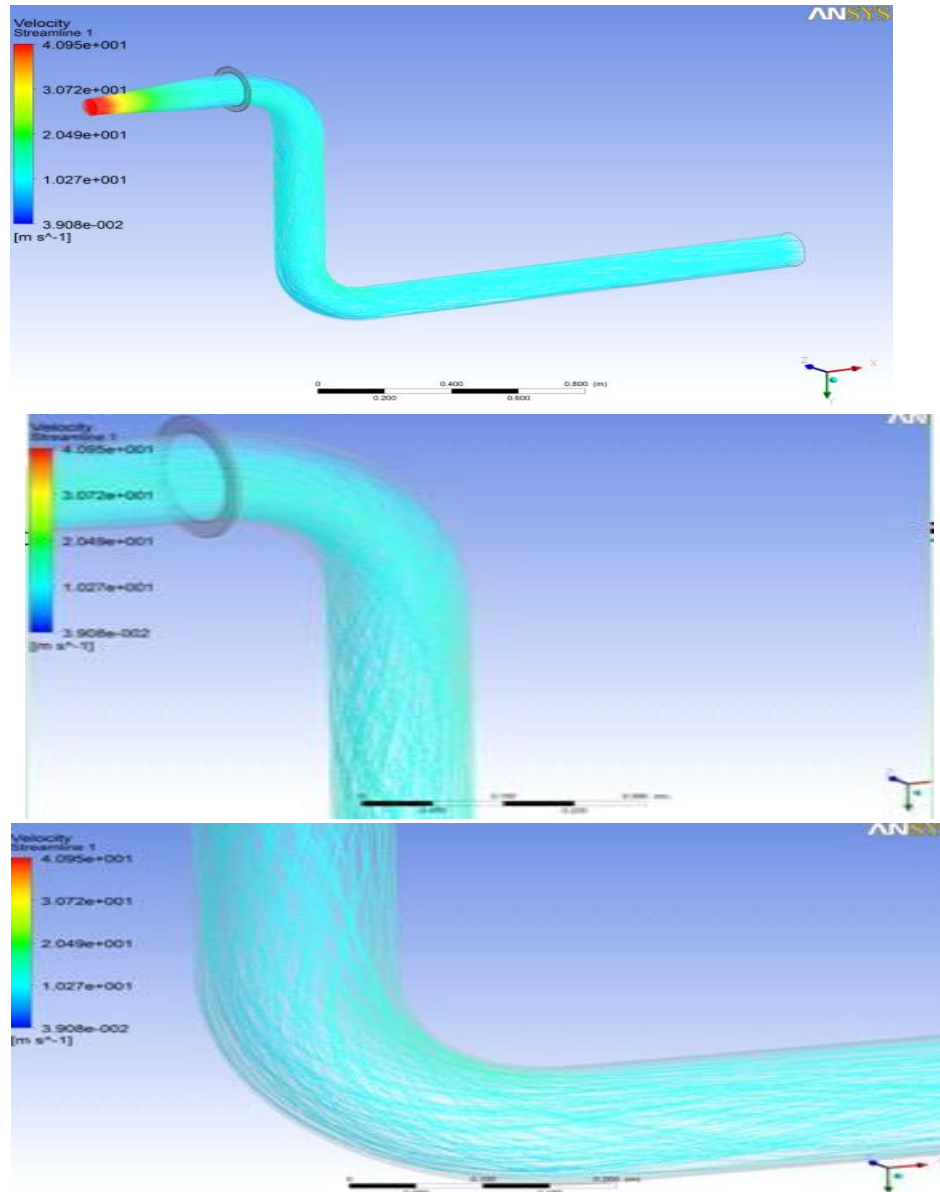 Velocity
Streamline 1
ANSYS
4.095e+001
3.072e+001
2.049e+001
1.027e+001
3.908e-002
[m s^-1]
Z X
Y
0 0.400 0.800 (m)
0.200 0.600
Velocity
Streamline 1
AN
4.095e+001
3.072e+001
2.049e+001
1.027e+001
3.908e-002
[m s^-1]
Velocity
Streamline 1
ANSYS
4.095e+001
3.072e+001
2.049e+001
1.027e+001
3.908e-002
[m s^-1]